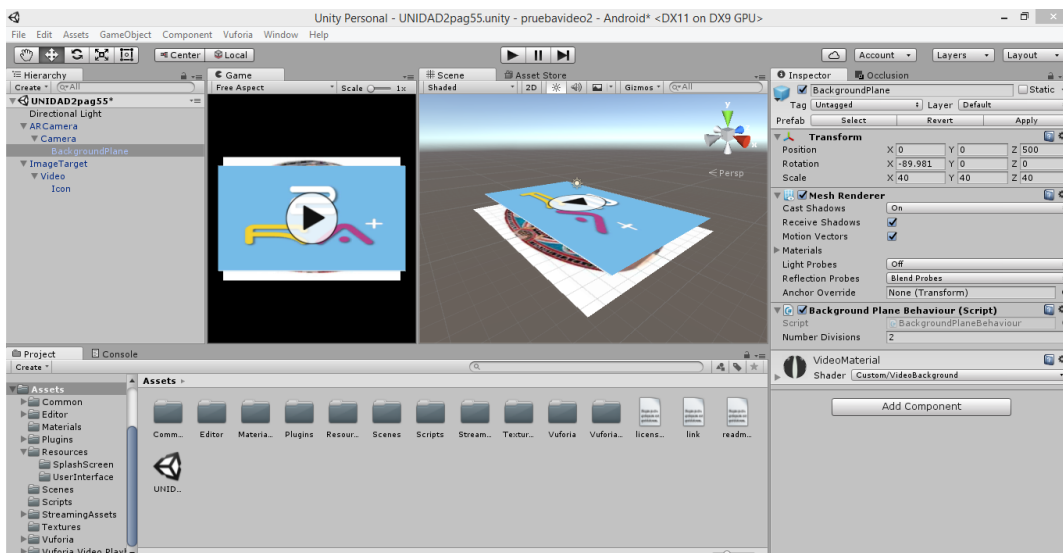 Unity Personal - UNIDAD2pag55.unity - pruebavideo2 - Android* <DX11 on DX9 GPU>
File Edit Assets GameObject Component Vuforia Window Help
Center Local Account Layers Layout
Hierarchy
Create All
UNIDAD2pag55*
Directional Light
ARCamera
Camera
BackgroundPlane
ImageTarget
Video
Icon
Game
Free Aspect Scale 1x
Scene Asset Store
Shaded 2D Gizmos All
y
x
Persp
Inspector Occlusion
BackgroundPlane Static
Tag Untagged Layer Default
Prefab Select Revert Apply
Transform
Position X 0 Y 0 Z 500
Rotation X -89.981 Y 0 Z 0
Scale X 40 Y 40 Z 40
Mesh Renderer
Cast Shadows On
Receive Shadows
Motion Vectors
Materials
Light Probes Off
Reflection Probes Blend Probes
Anchor Override None (Transform)
Background Plane Behaviour (Script)
Script BackgroundPlaneBehaviour
Number Divisions 2
VideoMaterial
Shader Custom/VideoBackground
Add Component
Project Console
Create
Assets
Common
Editor
Materials
Plugins
Resources
SplashScreen
UserInterface
Scenes
Scripts
StreamingAssets
Textures
Vuforia
Vuforia Video Playl
Assets
Comm... Editor Materia... Plugins Resour... Scenes Scripts Stream... Textur... Vuforia Vuforia... licens... link readm...
UNID...